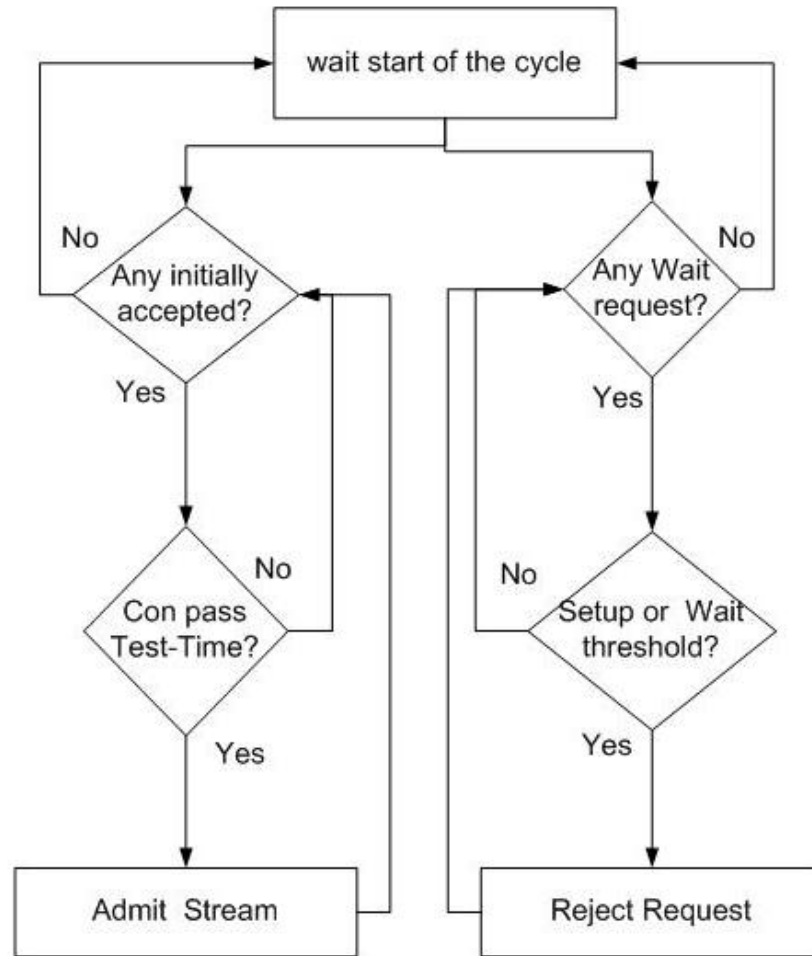 wait start of the cycle
No
No
Any initially
accepted?
Any Wait
request?
Yes
Yes
No
No
Con pass
Test-Time?
Setup or Wait
threshold?
Yes
Yes
Admit Stream
Reject Request